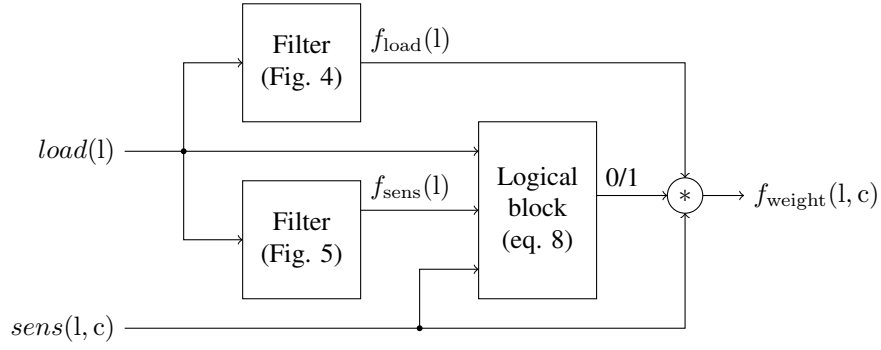 Filter
(Fig. 4)
f_load(l)
load(l)
Filter
(Fig. 5)
f_sens(l)
Logical
block
(eq. 8)
0/1
*
f_weight(l, c)
sens(l, c)